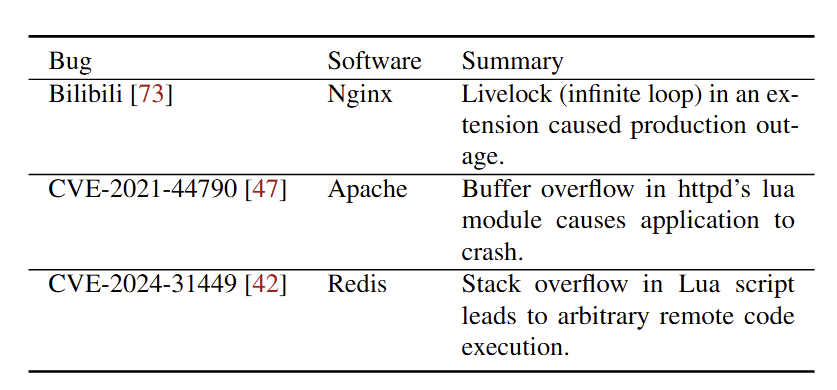 Bug Software Summary
Bilibili [73] Nginx Livelock (infinite loop) in an ex-
tension caused production out-
age.
CVE-2021-44790 [47] Apache Buffer overflow in httpd's lua
module causes application to
crash.
CVE-2024-31449 [42] Redis Stack overflow in Lua script
leads to arbitrary remote code
execution.